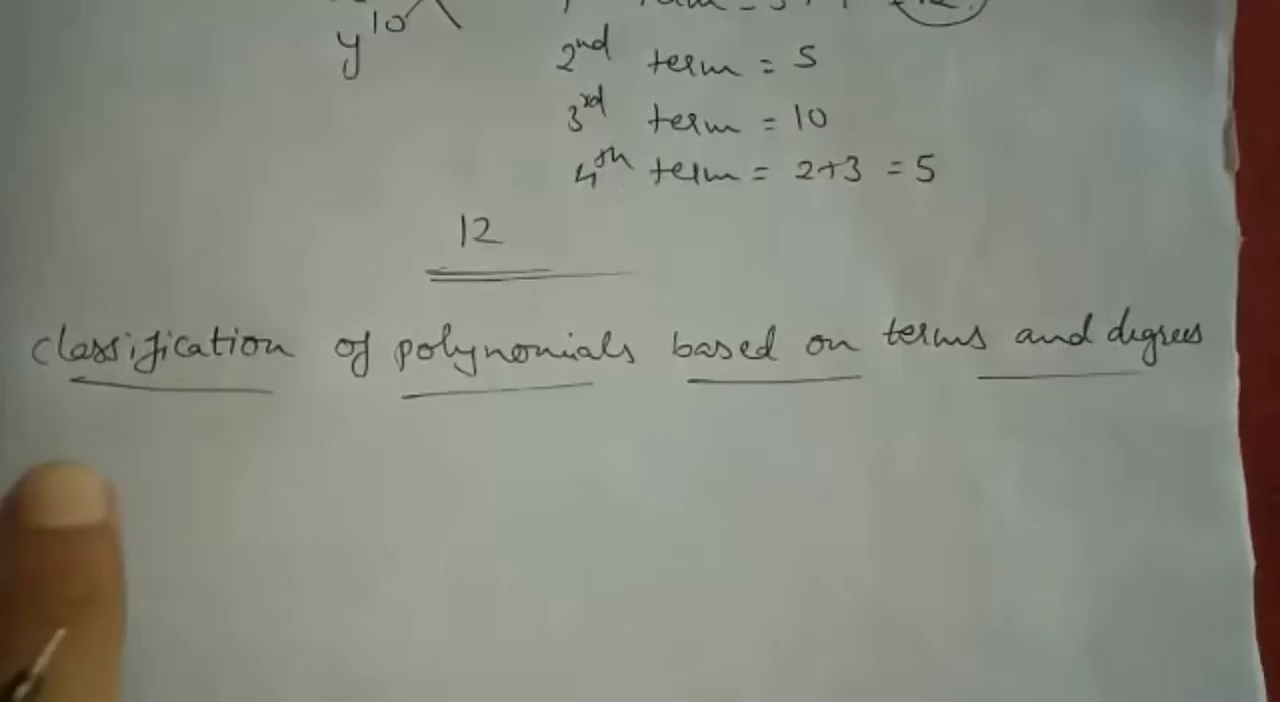 y10
2nd term = 5
3rd term = 10
4th term = 2+3 = 5
12
classification of polynonials based on terms and degrees